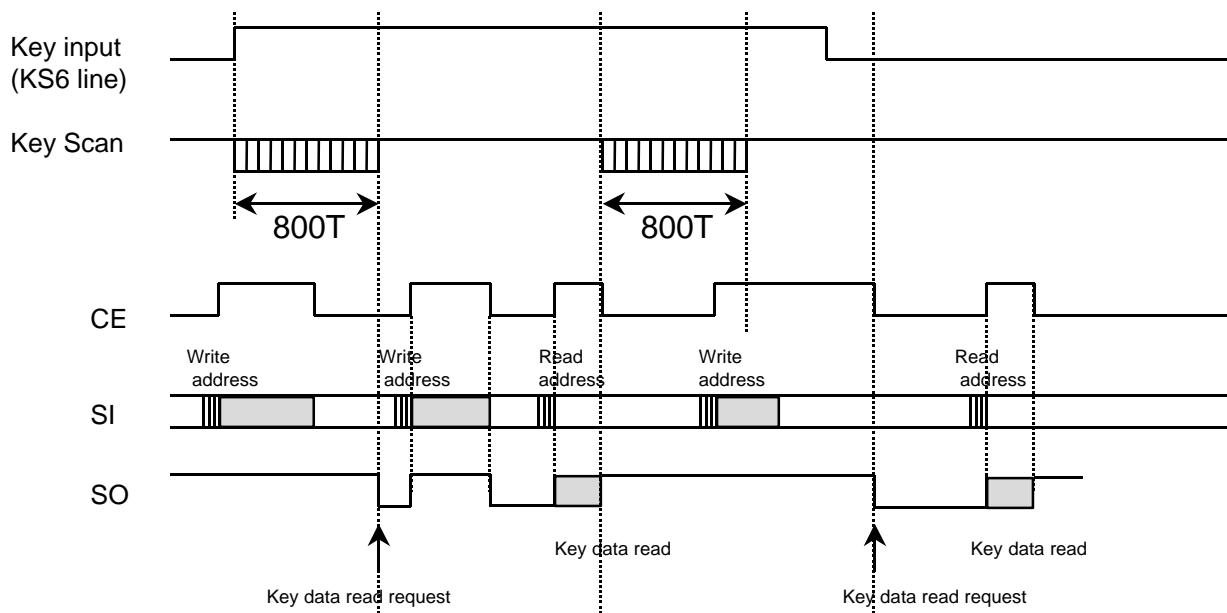 Key input
(KS6 line)
Key Scan
800T
800T
CE
Write
address
Write
address
Read
address
Write
address
Read
address
SI
SO
Key data read
Key data read
Key data read request
Key data read request